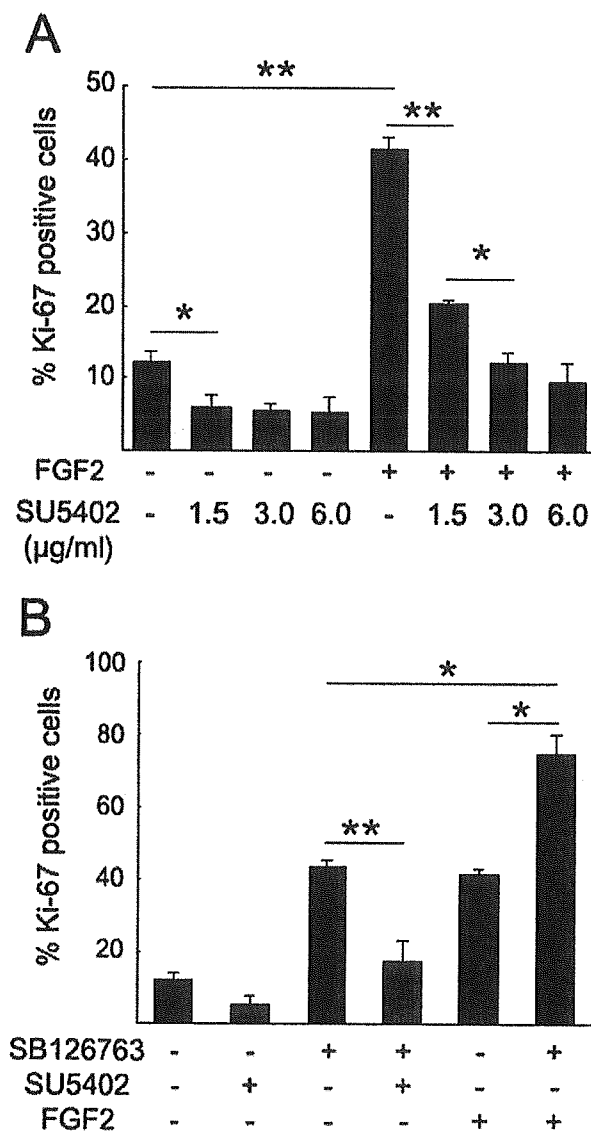 A
% Ki-67 positive cells
50
40
30
20
10
**
*
**
*
FGF2 - - - - + + + +
SU5402 - 1.5 3.0 6.0 - 1.5 3.0 6.0
(µg/ml)
B
% Ki-67 positive cells
100
80
60
40
20
*
*
**
SB126763 - - + + - +
SU5402 - + - + - -
FGF2 - - - - + +